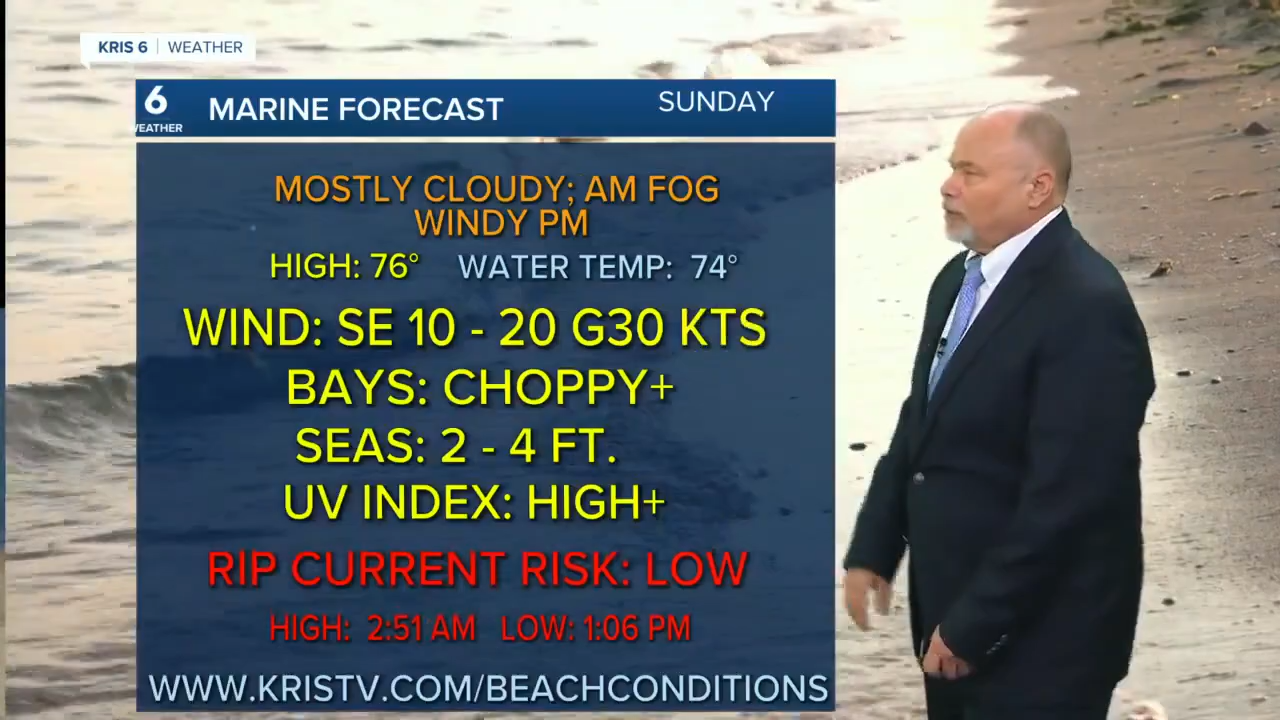 KRIS 6 | WEATHER
6
WEATHER
MARINE FORECAST
SUNDAY
MOSTLY CLOUDY; AM FOG
WINDY PM
HIGH: 76° WATER TEMP: 74°
WIND: SE 10 - 20 G30 KTS
BAYS: CHOPPY+
SEAS: 2 - 4 FT.
UV INDEX: HIGH+
RIP CURRENT RISK: LOW
HIGH: 2:51 AM LOW: 1:06 PM
WWW.KRISTV.COM/BEACHCONDITIONS